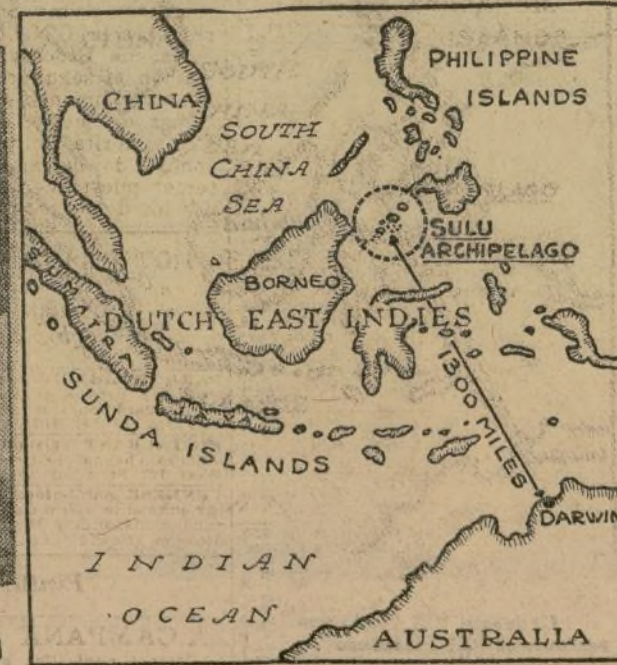 CHINA
PHILIPPINE
ISLANDS
SOUTH
CHINA
SEA
SULU
ARCHIPELAGO
BORNEO
SUMATRA
DUTCH EAST INDIES
1300 MILES
SUNDA ISLANDS
DARWIN
INDIAN
OCEAN
AUSTRALIA